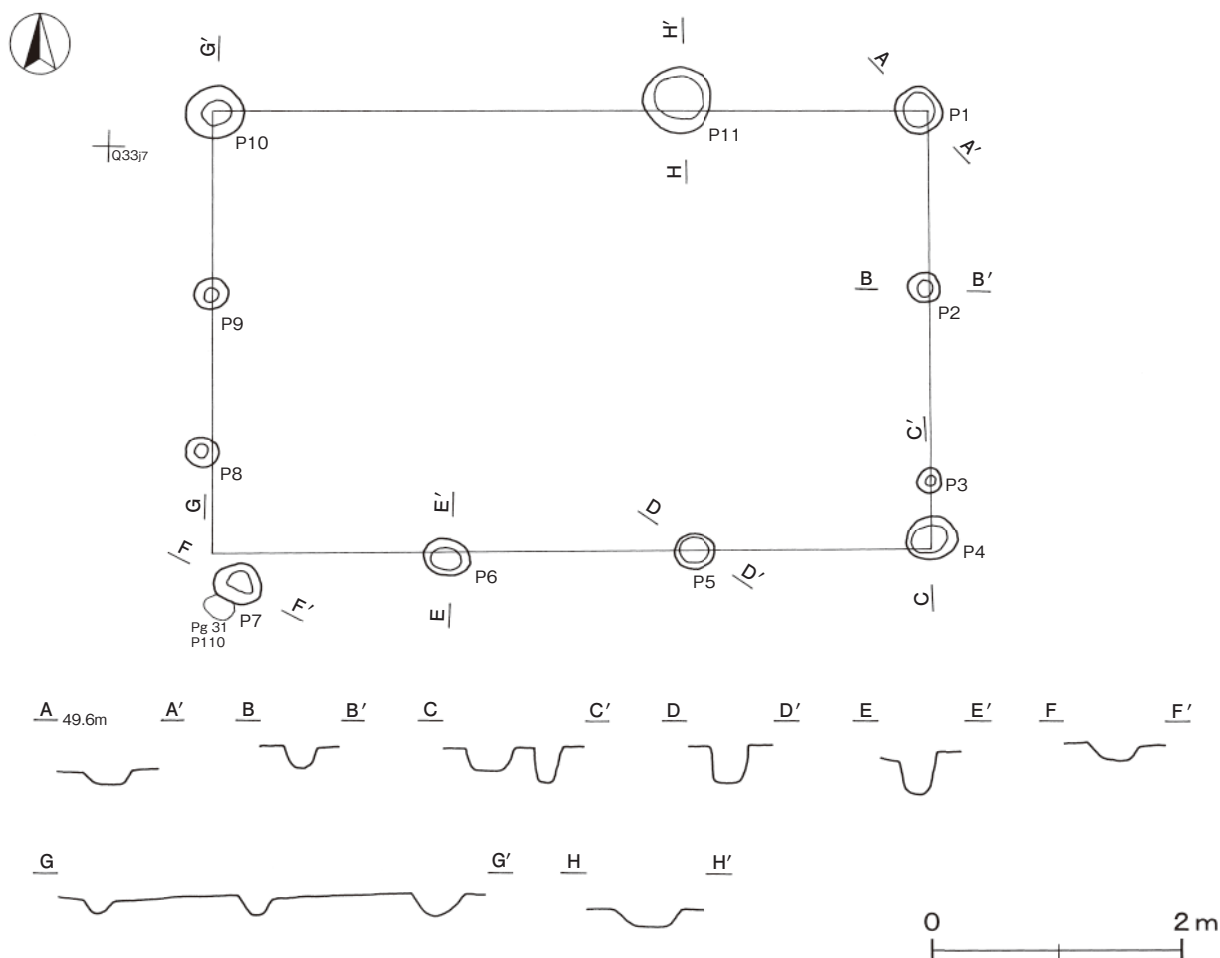 G′
H′
A
P10
P11
P1
A′
Q33j7
H
B
B′
P9
P2
C′
P8
P3
G
E′
D
F
P6
P5
D′
P4
F′
P7
E
C
Pg 31
P110
A 49.6m A′ B B′ C C′ D D′ E E′ F F′
G G′ H H′
0 2 m